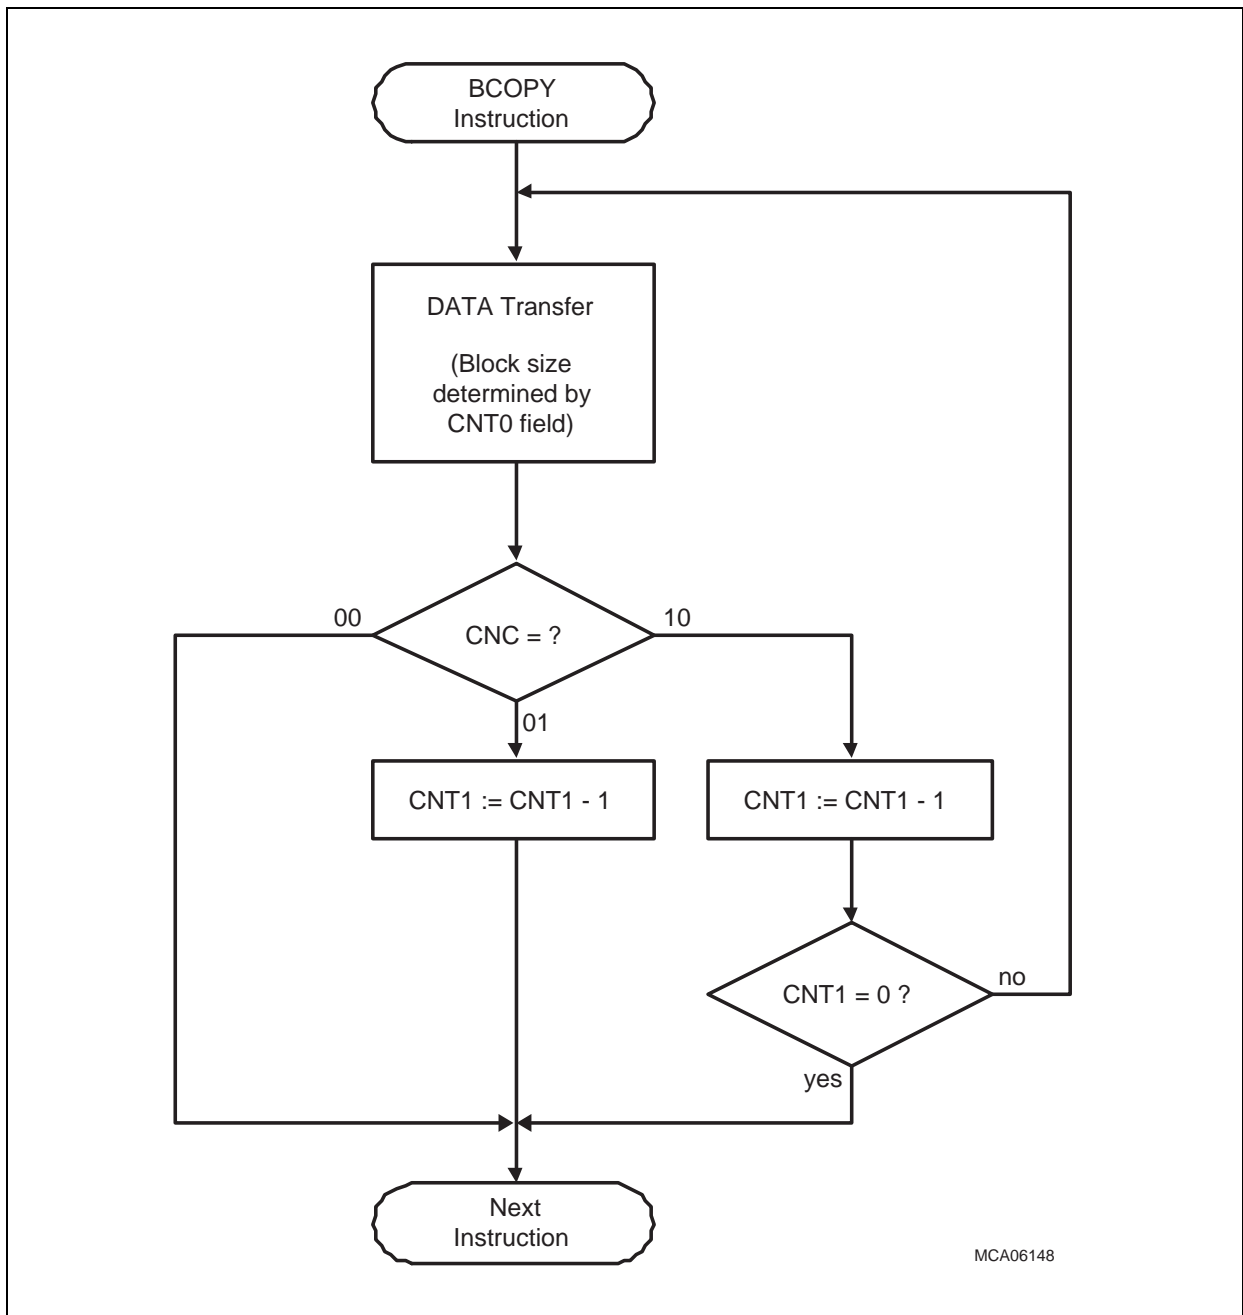 BCOPY
Instruction
DATA Transfer
(Block size
determined by
CNT0 field)
00
CNC = ?
10
01
CNT1 := CNT1 - 1
CNT1 := CNT1 - 1
CNT1 = 0 ?
no
yes
Next
Instruction
MCA06148